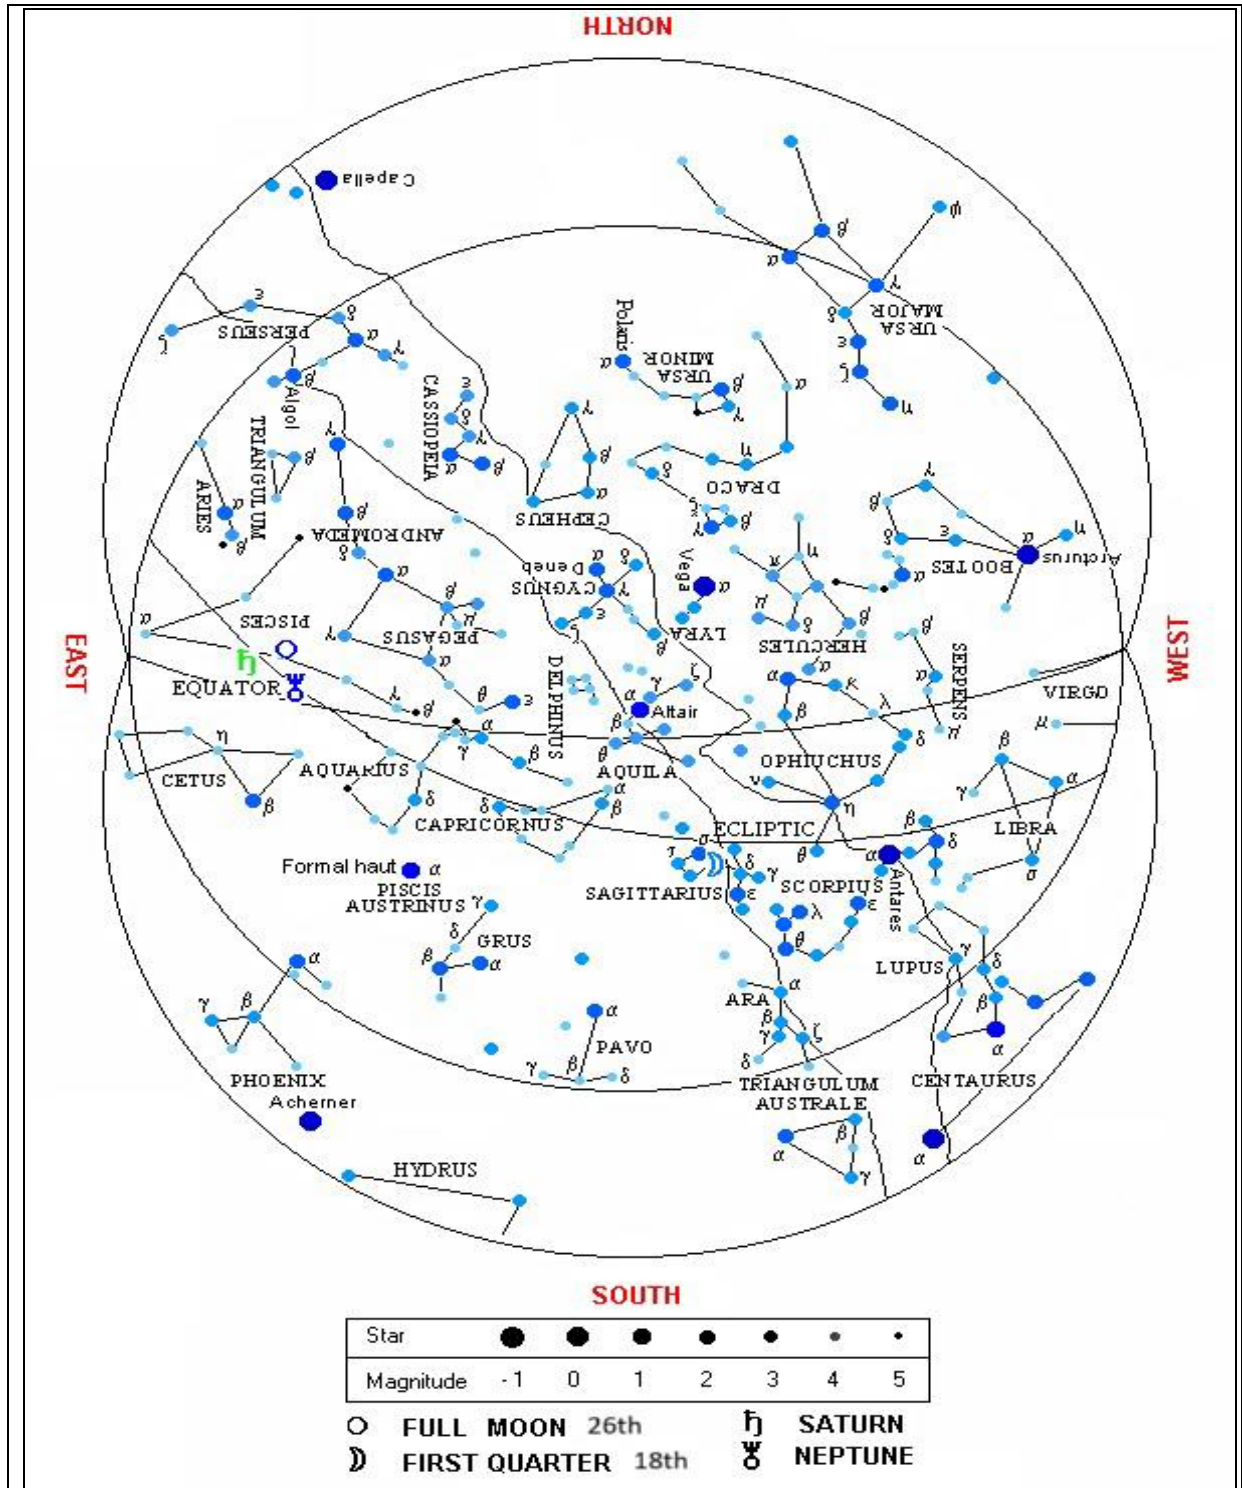 NORTH
Capella
ψ
β
α
γ
URSA
MAJOR
δ
ε
ζ
η
ε
δ
PERSEUS
ζ
α
γ
β
Algol
Polaris
α
URSA
MINOR
β
γ
CASSIOPEIA
ε
δ
γ
α
β
γ
β
α
CEPHEUS
α
η
δ
DRACO
ξ
γ
β
TRIANGULUM
β
γ
ARIES
α
β
ANDROMEDA
β
δ
α
γ
β
δ
ε
η
α
BOOTES
Arcturus
α
Deneb
α
δ
CYGNUS
γ
ε
ζ
β
Vega
α
LYRA
η
π
μ
δ
β
HERCULES
α
α
PISCES
γ
β
μ
PEGASUS
α
θ
ε
EAST
WEST
EQUATOR
λ
β
DELPHINUS
γ
ζ
α
Altair
β
θ
AQUILA
α
κ
β
λ
δ
OPHIUCHUS
ν
η
θ
SERPENS
β
α
μ
VIRGO
μ
η
CETUS
β
AQUARIUS
α
γ
β
δ
δ
CAPRICORNUS
α
β
ECLIPTIC
β
γ
α
LIBRA
σ
Formal haut
α
PISCIS
AUSTRINUS
γ
δ
GRUS
β
α
τ
σ
δ
γ
SAGITTARIUS
ε
SCORPIUS
α
β
δ
Antares
ε
λ
θ
LUPUS
γ
δ
β
α
α
γ
β
PHOENIX
Acherner
ARA
α
β
γ
ζ
δ
α
PAVO
γ
β
δ
TRIANGULUM
AUSTRALE
β
α
γ
CENTAURUS
α
HYDRUS
SOUTH
Star
Magnitude -1 0 1 2 3 4 5
FULL MOON 26th
SATURN
FIRST QUARTER 18th
NEPTUNE